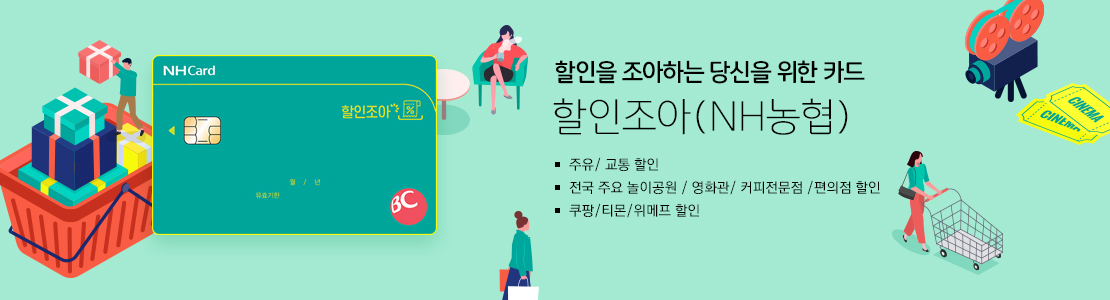 NHCard
할인조아
월 / 년
유효기한
BC
할인을 조아하는 당신을 위한 카드
할인조아(NH농협)
주유/ 교통 할인
전국 주요 놀이공원 / 영화관/ 커피전문점 /편의점 할인
쿠팡/티몬/위메프 할인
CINEMA
CINEMA